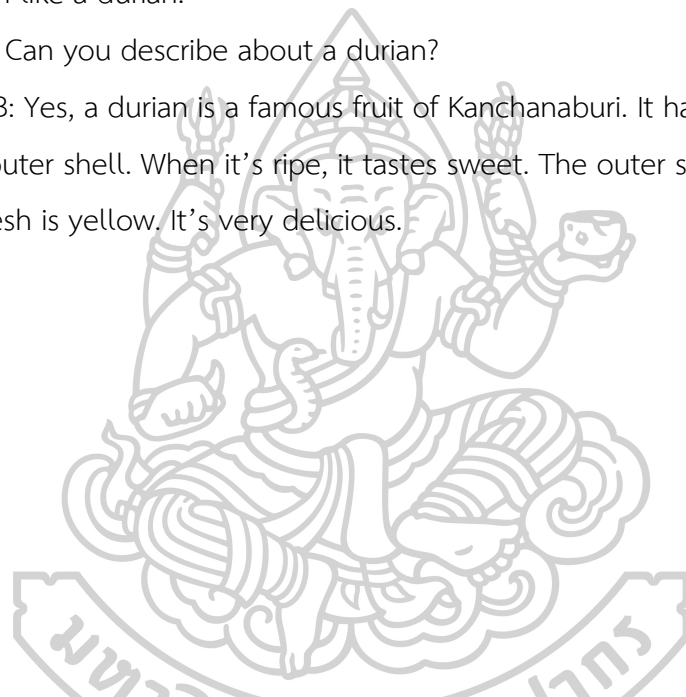 like a durian.
Can you describe about a durian?
3: Yes, a durian is a famous fruit of Kanchanaburi. It ha
outer shell. When it's ripe, it tastes sweet. The outer s
esh is yellow. It's very delicious.